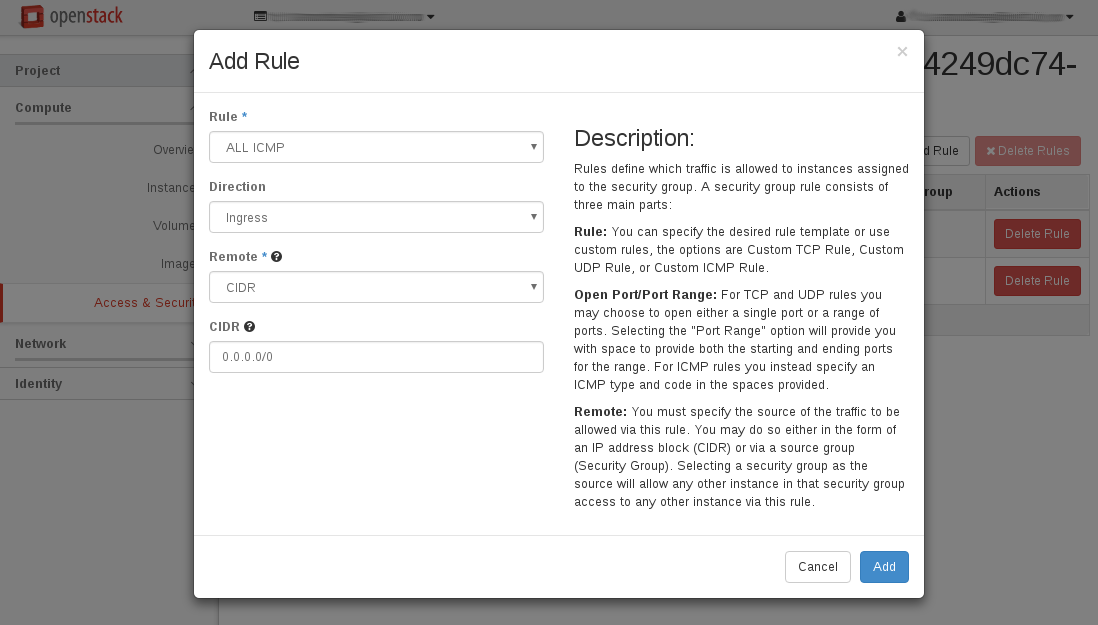 openstack
Project
Compute
Overvie
Instance
Volume
Image
Access & Securit
Network
Identity
4249dc74-
d Rule
Delete Rules
roup
Actions
Delete Rule
Delete Rule
Add Rule
×
Rule *
ALL ICMP
Direction
Ingress
Remote *
CIDR
CIDR
0.0.0.0/0
Description:
Rules define which traffic is allowed to instances assigned
to the security group. A security group rule consists of
three main parts:
Rule: You can specify the desired rule template or use
custom rules, the options are Custom TCP Rule, Custom
UDP Rule, or Custom ICMP Rule.
Open Port/Port Range: For TCP and UDP rules you
may choose to open either a single port or a range of
ports. Selecting the "Port Range" option will provide you
with space to provide both the starting and ending ports
for the range. For ICMP rules you instead specify an
ICMP type and code in the spaces provided.
Remote: You must specify the source of the traffic to be
allowed via this rule. You may do so either in the form of
an IP address block (CIDR) or via a source group
(Security Group). Selecting a security group as the
source will allow any other instance in that security group
access to any other instance via this rule.
Cancel
Add